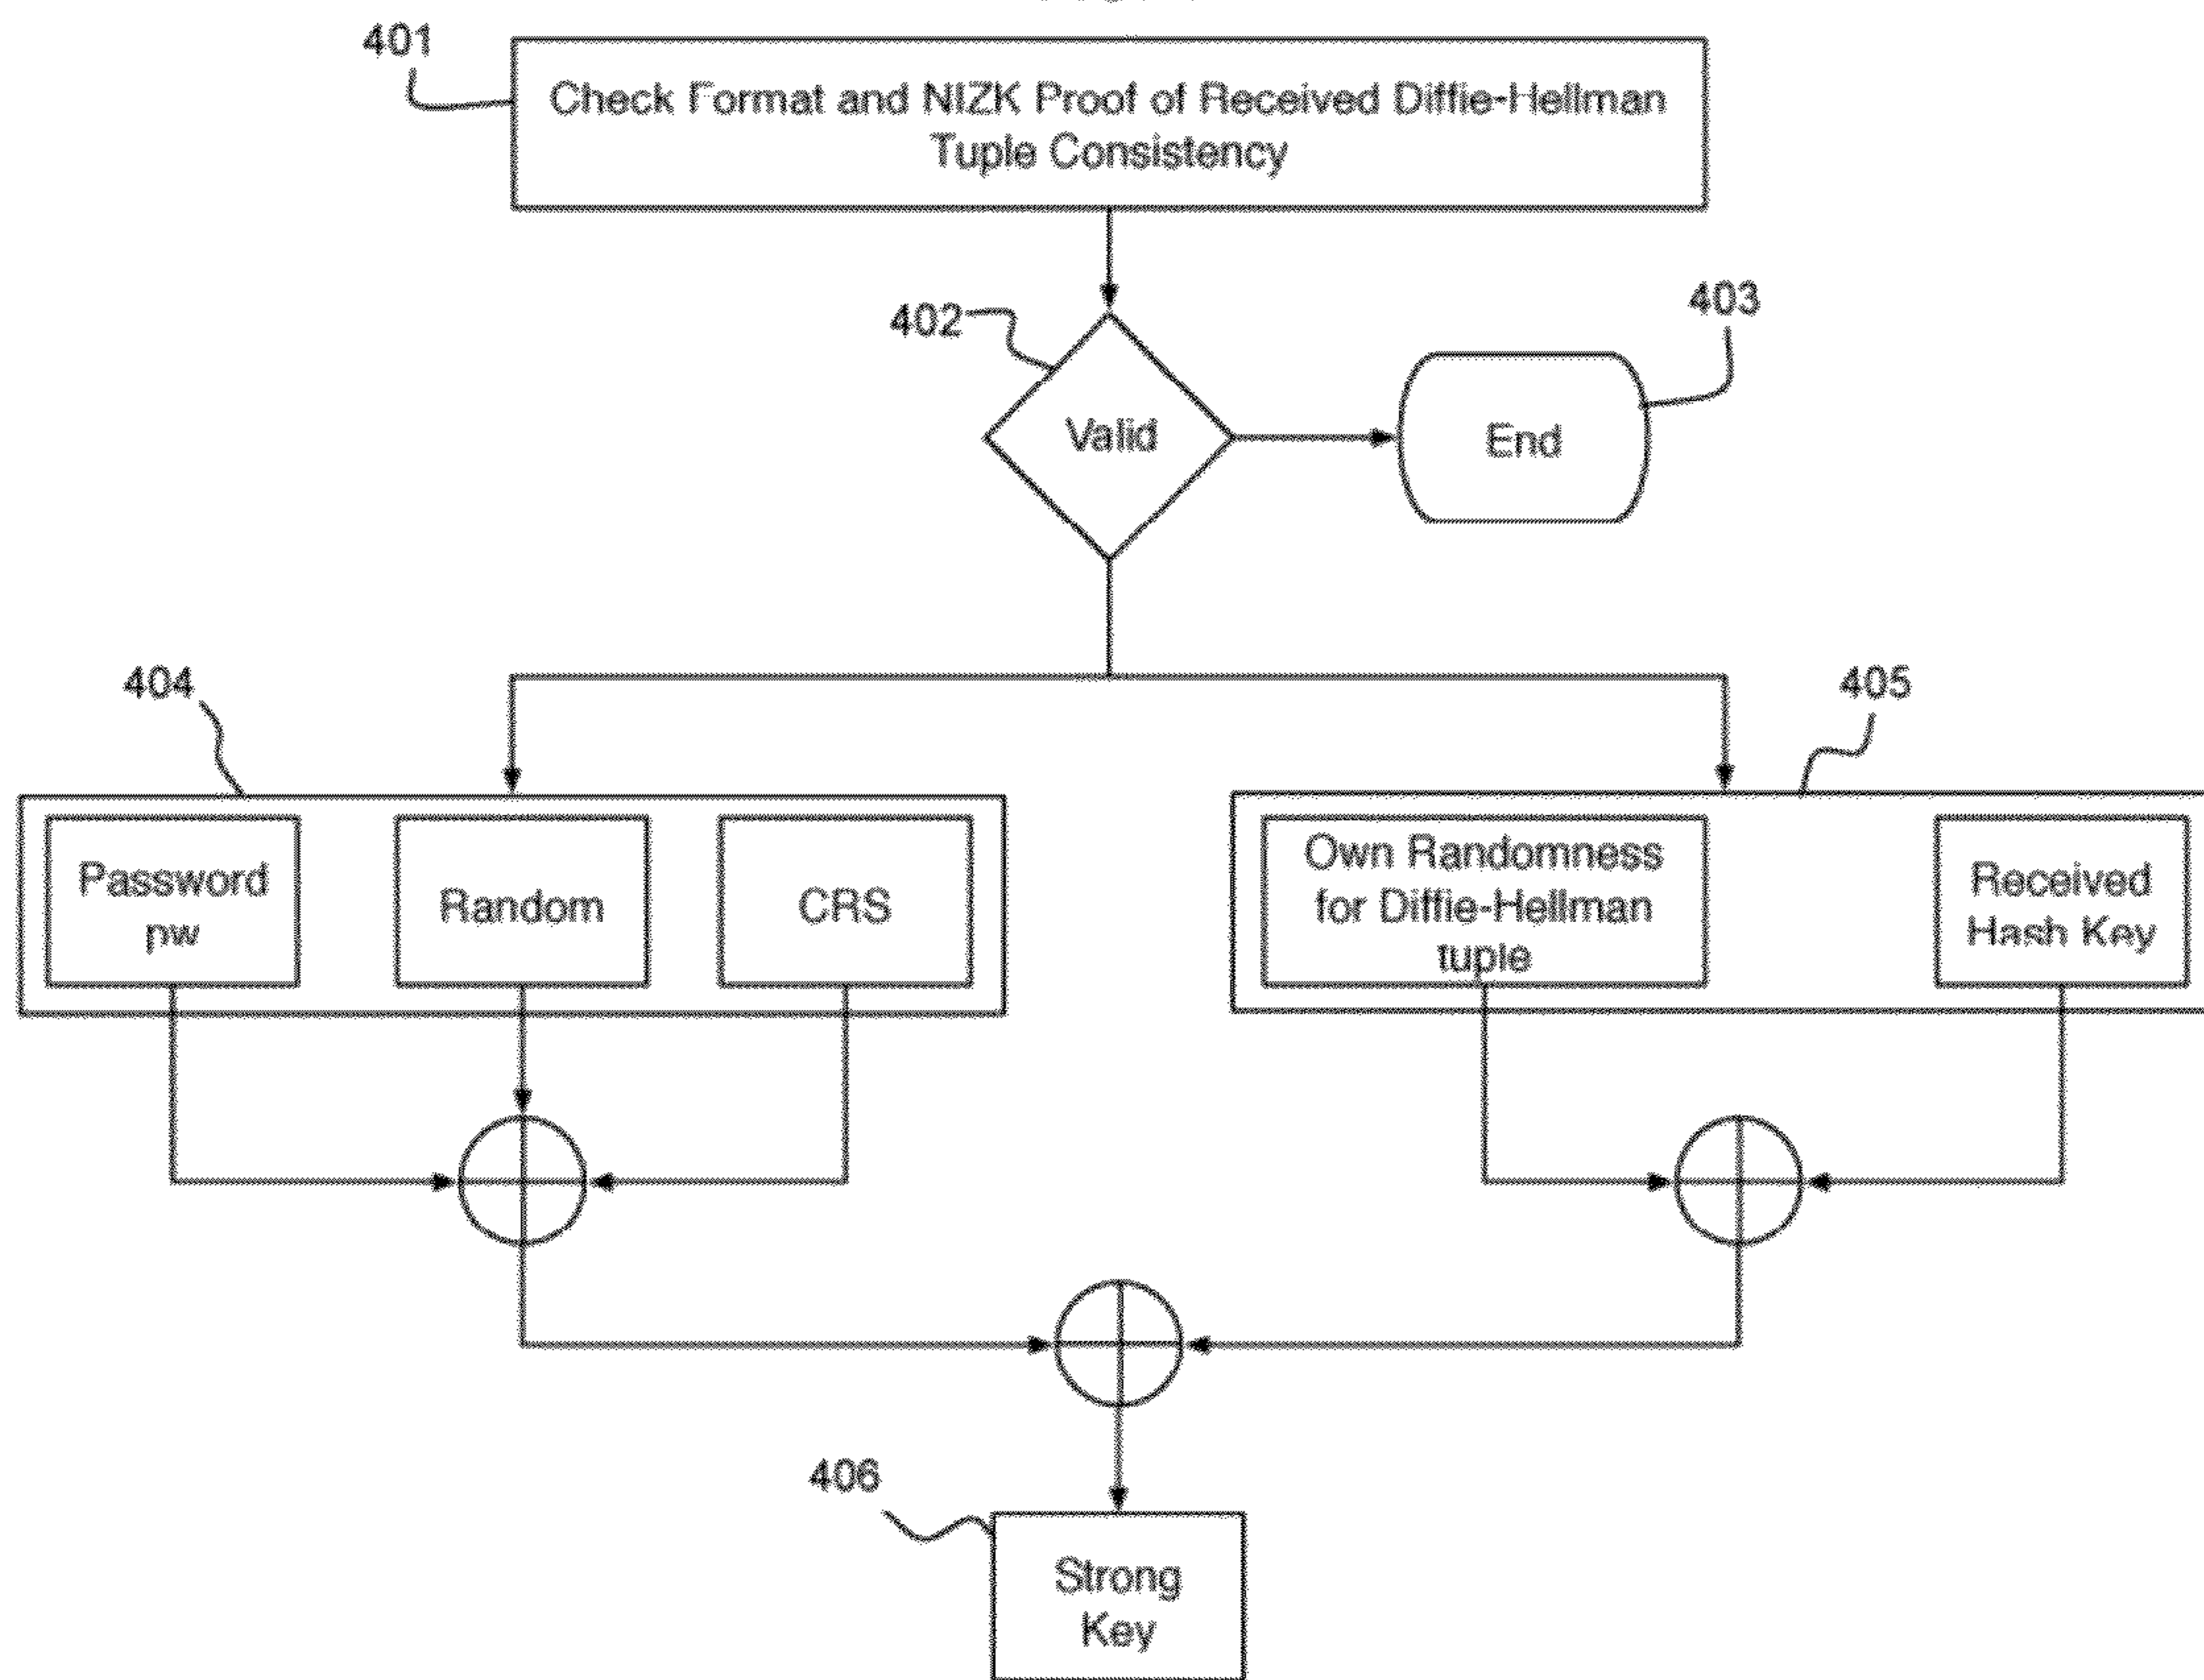 401
Check Format and NIZK Proof of Received Diffie-Hellman
Tuple Consistency
402
403
Valid
End
404
405
Password
pw
Random
CRS
Own Randomness
for Diffie-Hellman
tuple
Received
Hash Key
406
Strong
Key